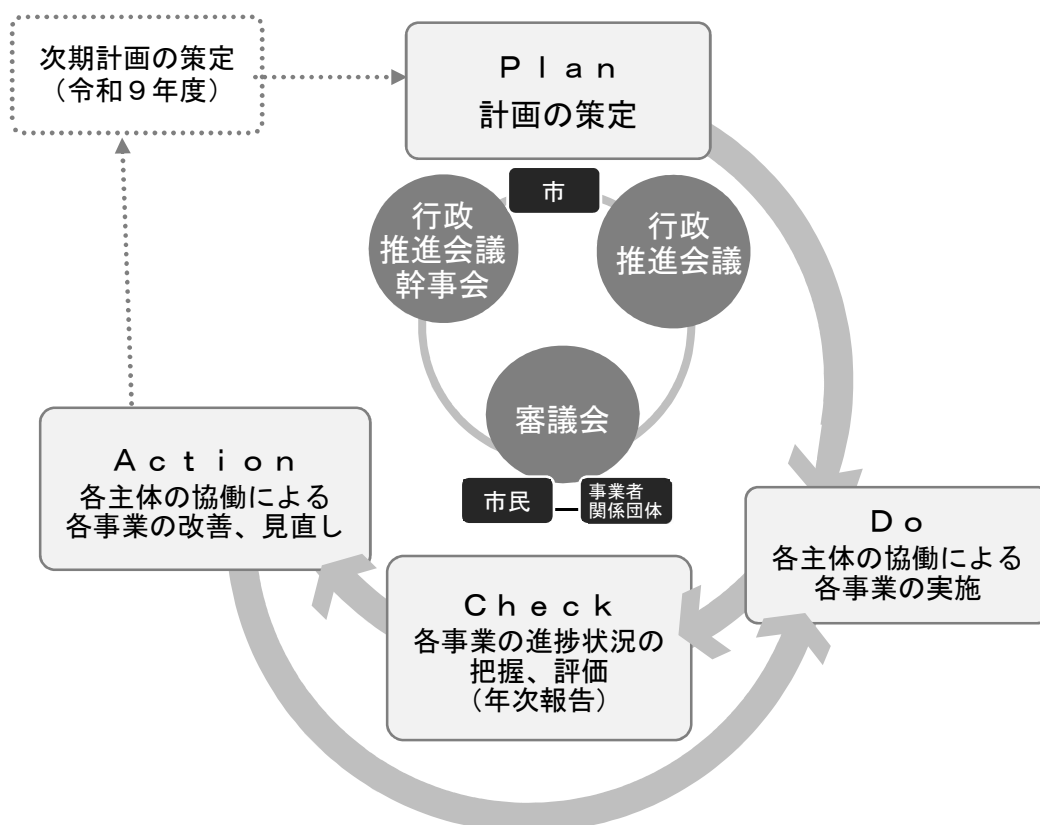 次期計画の策定
（令和９年度）
Ｐｌａｎ
計画の策定
市
行政
推進会議
幹事会
行政
推進会議
審議会
市民
事業者
関係団体
Ａｃｔｉｏｎ
各主体の協働による
各事業の改善、見直し
Ｄｏ
各主体の協働による
各事業の実施
Ｃｈｅｃｋ
各事業の進捗状況の
把握、評価
（年次報告）